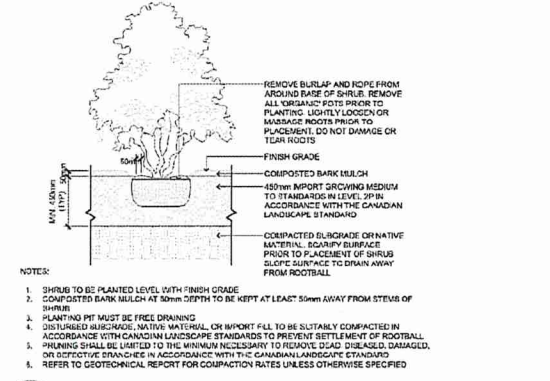 REMOVE BURLAP AND ROPE FROM
AROUND BASE OF SHRUB. REMOVE
ALL 'ORGANIC' POTS PRIOR TO
PLANTING. LIGHTLY LOOSEN OR
MASSAGE ROOTS PRIOR TO
PLACEMENT. DO NOT DAMAGE OR
TEAR ROOTS
50mm
FINISH GRADE
50mm
COMPOSTED BARK MULCH
MIN 450mm
(TYP)
450mm IMPORT GROWING MEDIUM
TO STANDARDS IN LEVEL 2P IN
ACCORDANCE WITH THE CANADIAN
LANDSCAPE STANDARD
COMPACTED SUBGRADE OR NATIVE
MATERIAL. SCARIFY SURFACE
PRIOR TO PLACEMENT OF SHRUB
SLOPE SURFACE TO DRAIN AWAY
FROM ROOTBALL
NOTES:
1. SHRUB TO BE PLANTED LEVEL WITH FINISH GRADE
2. COMPOSTED BARK MULCH AT 50mm DEPTH TO BE KEPT AT LEAST 50mm AWAY FROM STEMS OF
SHRUB
3. PLANTING PIT MUST BE FREE DRAINING
4. DISTURBED SUBGRADE, NATIVE MATERIAL, OR IMPORT FILL TO BE SUITABLY COMPACTED IN
ACCORDANCE WITH CANADIAN LANDSCAPE STANDARDS TO PREVENT SETTLEMENT OF ROOTBALL
5. PRUNING SHALL BE LIMITED TO THE MINIMUM NECESSARY TO REMOVE DEAD, DISEASED, DAMAGED,
OR DEFECTIVE BRANCHES IN ACCORDANCE WITH THE CANADIAN LANDSCAPE STANDARD
6. REFER TO GEOTECHNICAL REPORT FOR COMPACTION RATES UNLESS OTHERWISE SPECIFIED